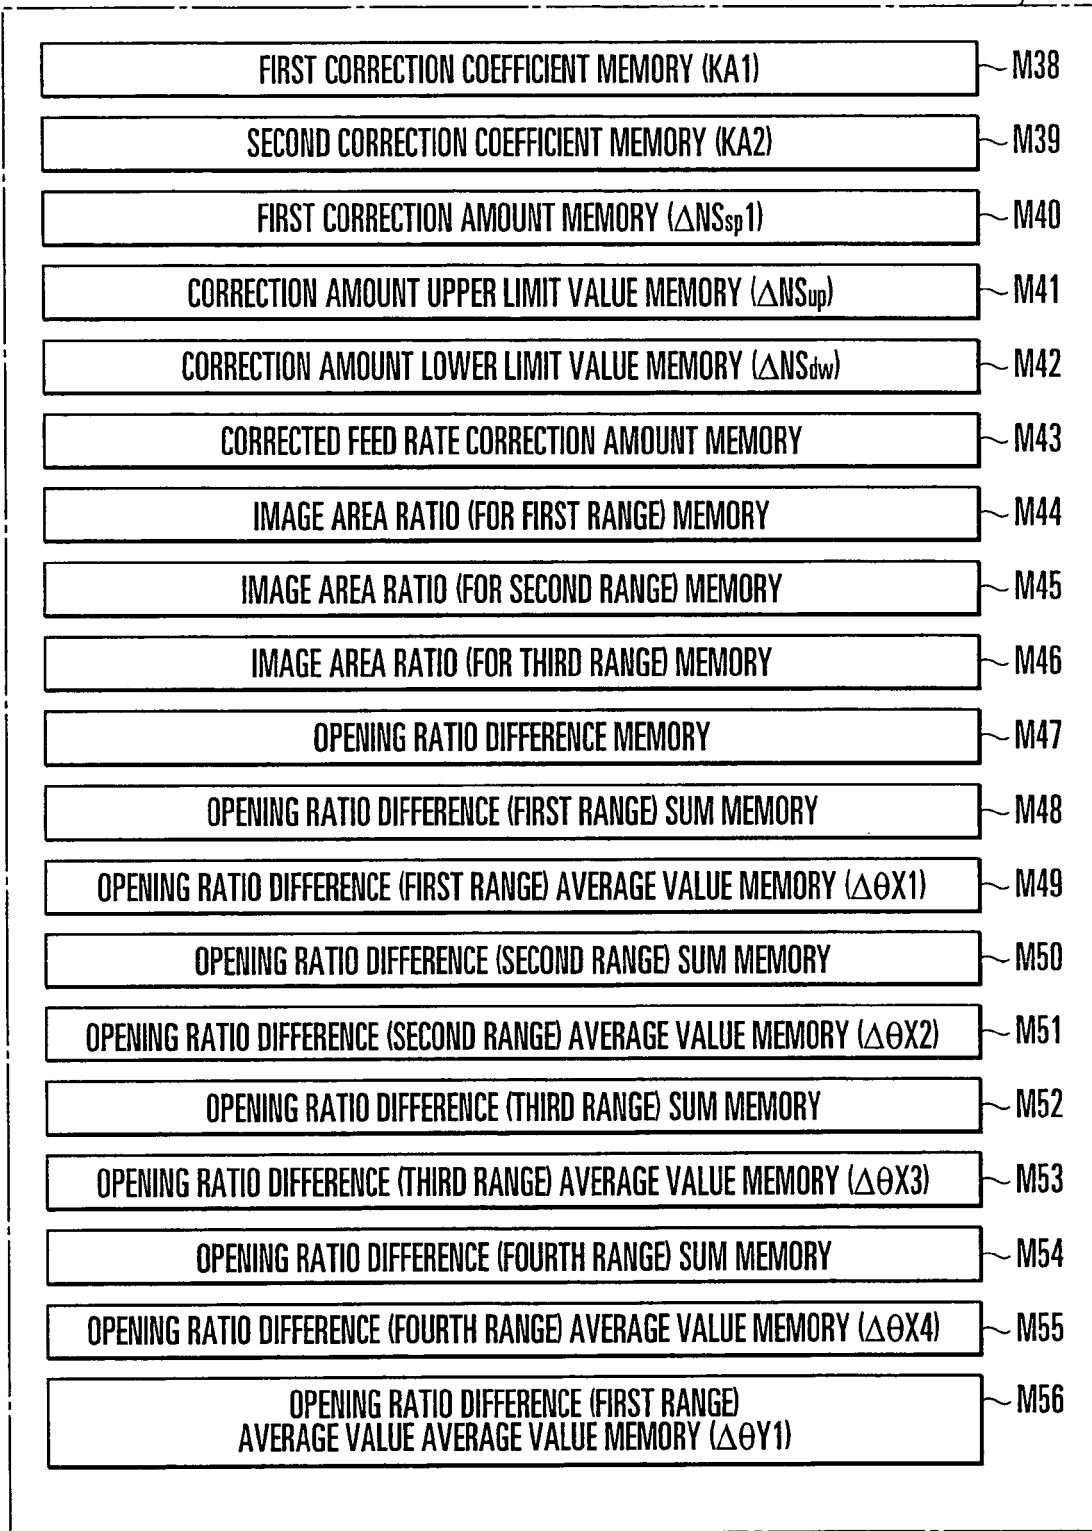 FIRST CORRECTION COEFFICIENT MEMORY (KA1) M38
SECOND CORRECTION COEFFICIENT MEMORY (KA2) M39
FIRST CORRECTION AMOUNT MEMORY (ΔNSsp1) M40
CORRECTION AMOUNT UPPER LIMIT VALUE MEMORY (ΔNSup) M41
CORRECTION AMOUNT LOWER LIMIT VALUE MEMORY (ΔNSdw) M42
CORRECTED FEED RATE CORRECTION AMOUNT MEMORY M43
IMAGE AREA RATIO (FOR FIRST RANGE) MEMORY M44
IMAGE AREA RATIO (FOR SECOND RANGE) MEMORY M45
IMAGE AREA RATIO (FOR THIRD RANGE) MEMORY M46
OPENING RATIO DIFFERENCE MEMORY M47
OPENING RATIO DIFFERENCE (FIRST RANGE) SUM MEMORY M48
OPENING RATIO DIFFERENCE (FIRST RANGE) AVERAGE VALUE MEMORY (ΔθX1) M49
OPENING RATIO DIFFERENCE (SECOND RANGE) SUM MEMORY M50
OPENING RATIO DIFFERENCE (SECOND RANGE) AVERAGE VALUE MEMORY (ΔθX2) M51
OPENING RATIO DIFFERENCE (THIRD RANGE) SUM MEMORY M52
OPENING RATIO DIFFERENCE (THIRD RANGE) AVERAGE VALUE MEMORY (ΔθX3) M53
OPENING RATIO DIFFERENCE (FOURTH RANGE) SUM MEMORY M54
OPENING RATIO DIFFERENCE (FOURTH RANGE) AVERAGE VALUE MEMORY (ΔθX4) M55
OPENING RATIO DIFFERENCE (FIRST RANGE) M56
AVERAGE VALUE AVERAGE VALUE MEMORY (ΔθY1)